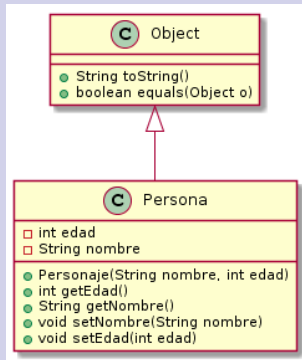 C Object
String toString()
boolean equals(Object o)
C Persona
int edad
String nombre
Personaje(String nombre, int edad)
int getEdad()
String getNombre()
void setNombre(String nombre)
void setEdad(int edad)